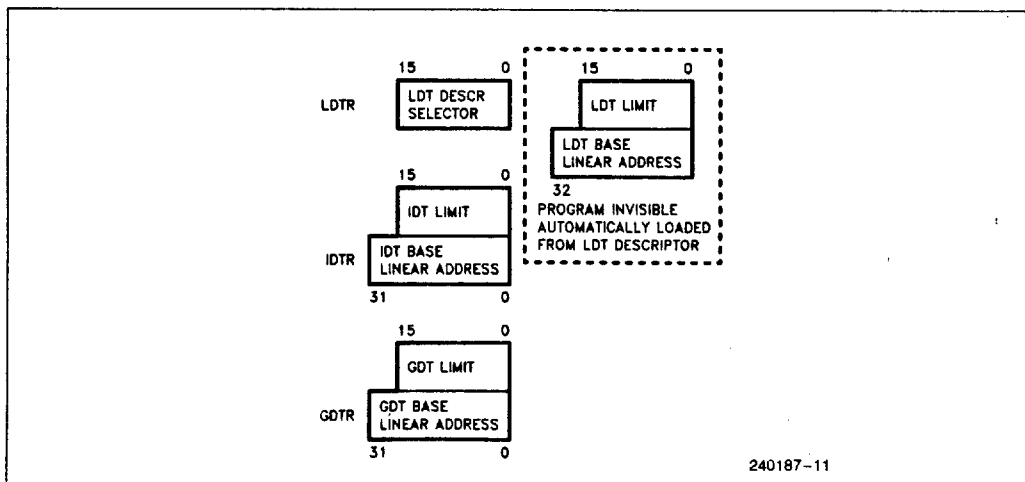 15 0
LDTR
LDT DESCR
SELECTOR
15 0
LDT LIMIT
LDT BASE
LINEAR ADDRESS
32
PROGRAM INVISIBLE
AUTOMATICALLY LOADED
FROM LDT DESCRIPTOR
15 0
IDT LIMIT
IDTR
IDT BASE
LINEAR ADDRESS
31 0
15 0
GDT LIMIT
GDTR
GDT BASE
LINEAR ADDRESS
31 0
240187-11